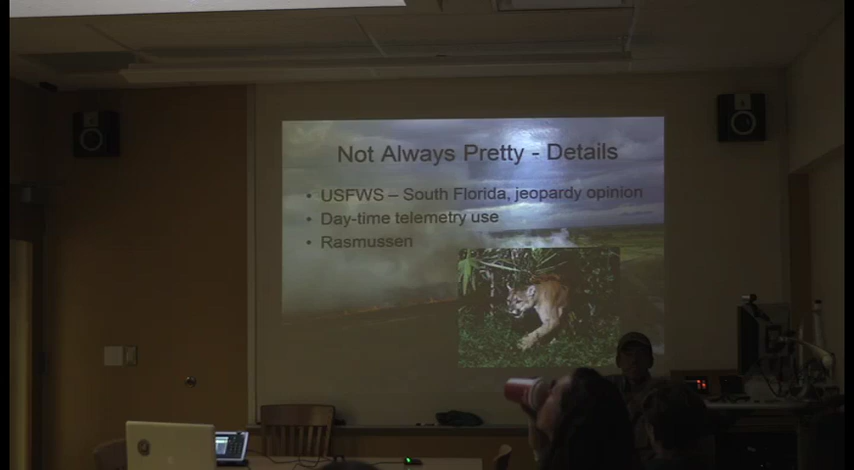 Not Always Pretty - Details
• USFWS – South Florida, jeopardy opinion
• Day-time telemetry use
• Rasmussen